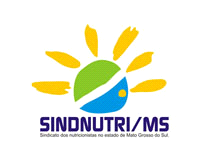 SINDNUTRI/MS
Sindicato dos nutricionistas no estado de Mato Grosso do Sul.